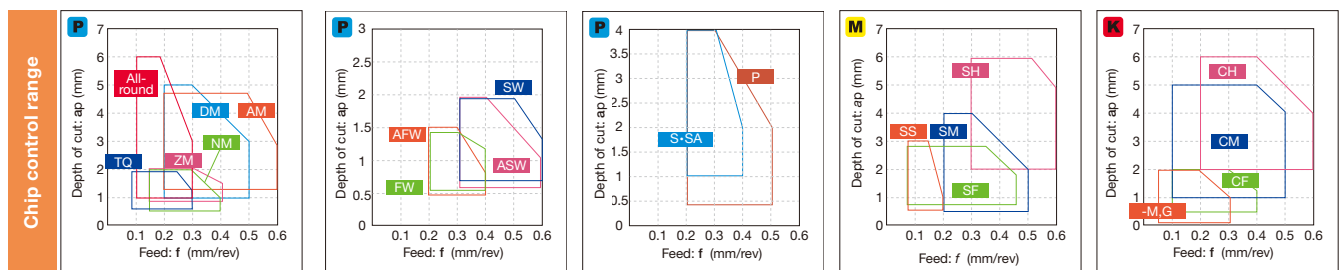 Chip control range
P
Depth of cut: ap (mm)
7
6
5
4
3
2
1
0
All-
round
DM
AM
NM
ZM
TQ
0.1 0.2 0.3 0.4 0.5 0.6
Feed: f (mm/rev)
P
Depth of cut: ap (mm)
3
2.5
2
1.5
1
0.5
0
SW
AFW
ASW
FW
0.1 0.2 0.3 0.4 0.5 0.6
Feed: f (mm/rev)
P
Depth of cut: ap (mm)
4
3.5
3
2.5
2
1.5
1
0.5
0
P
S·SA
0.1 0.2 0.3 0.4 0.5 0.6
Feed: f (mm/rev)
M
Depth of cut: ap (mm)
7
6
5
4
3
2
1
0
SH
SS SM
SF
0.1 0.2 0.3 0.4 0.5 0.6
Feed: f (mm/rev)
K
Depth of cut: ap (mm)
7
6
5
4
3
2
1
0
CH
CM
CF
-M,G
0.1 0.2 0.3 0.4 0.5 0.6
Feed: f (mm/rev)